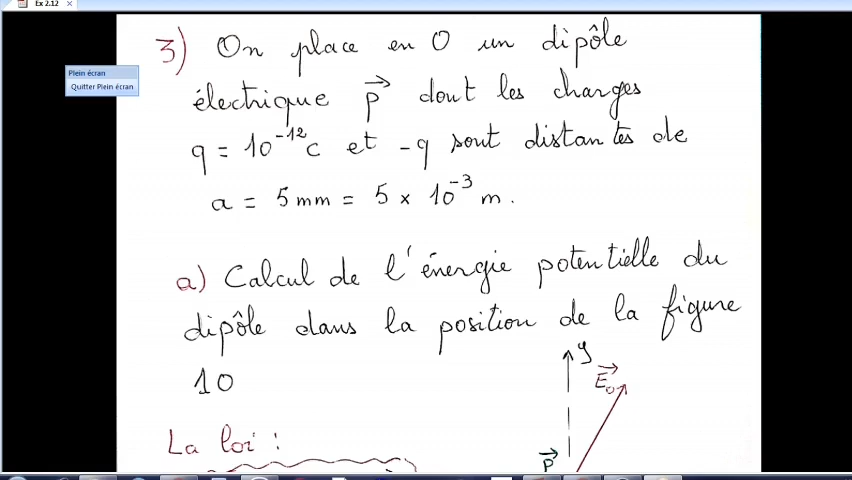 Ex 2.12
3) On place en O un dipôle
Plein écran
Quitter Plein écran
électrique p⃗ dont les charges
q = 10⁻¹² C et -q sont distantes de
a = 5 mm = 5 × 10⁻³ m.
a) Calcul de l'énergie potentielle du
dipôle dans la position de la figure
10
y
E⃗₀
La loi :
p⃗